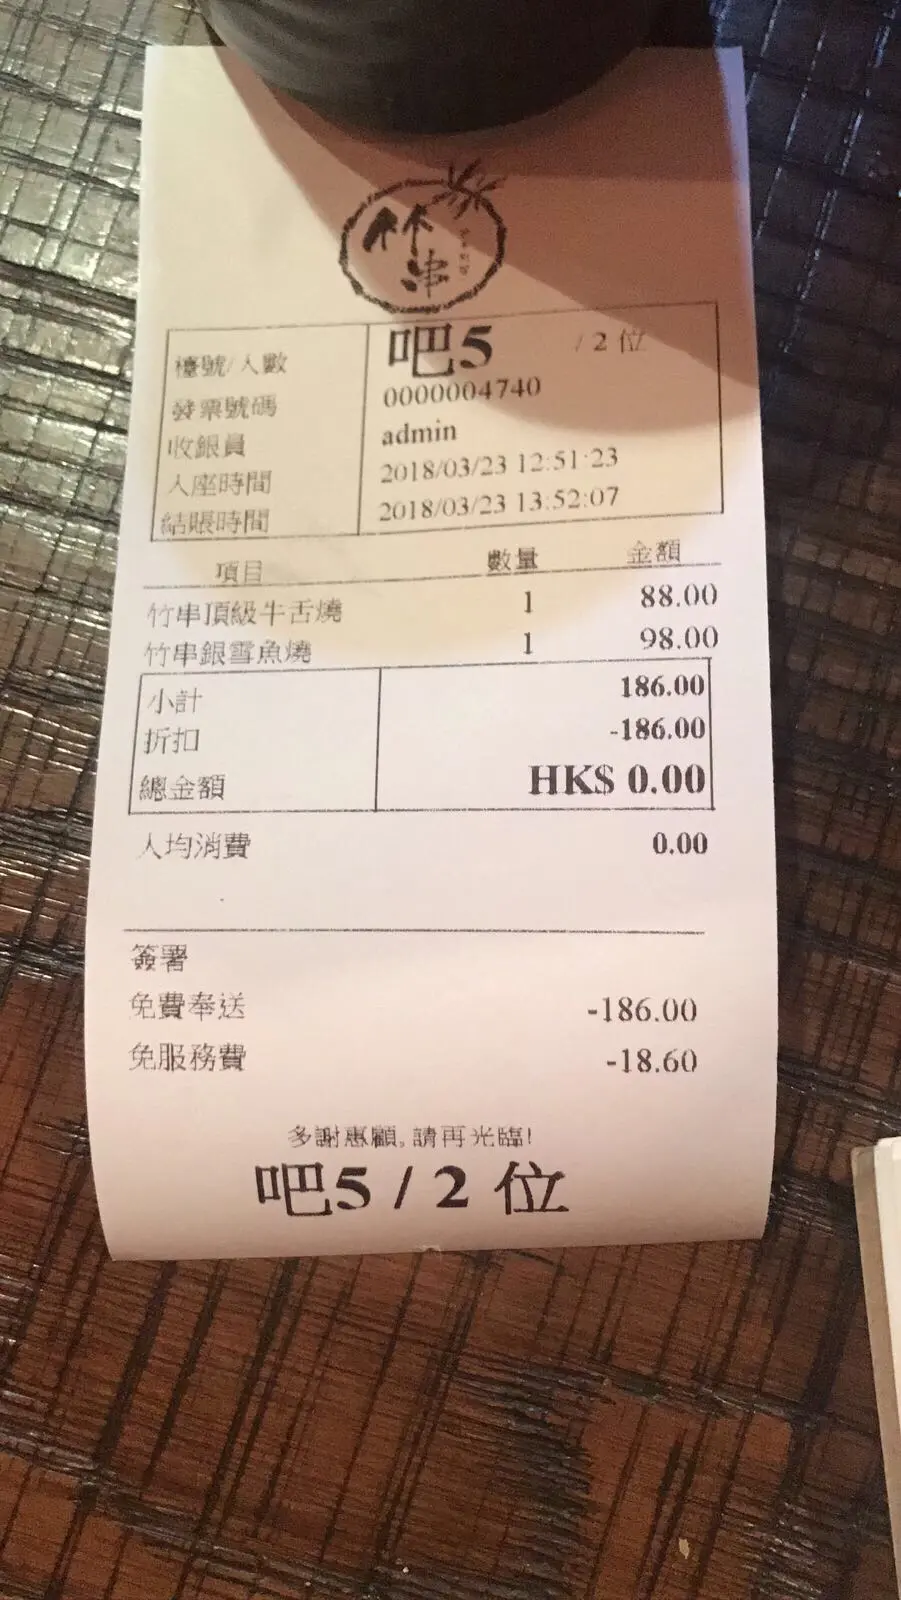 竹串
檯號/人數 吧5 / 2 位
發票號碼 0000004740
收銀員 admin
入座時間 2018/03/23 12:51:23
結賬時間 2018/03/23 13:52:07
項目 數量 金額
竹串頂級牛舌燒 1 88.00
竹串銀雪魚燒 1 98.00
小計 186.00
折扣 -186.00
總金額 HK$ 0.00
人均消費 0.00
簽署
免費奉送 -186.00
免服務費 -18.60
多謝惠顧,請再光臨!
吧5 / 2 位